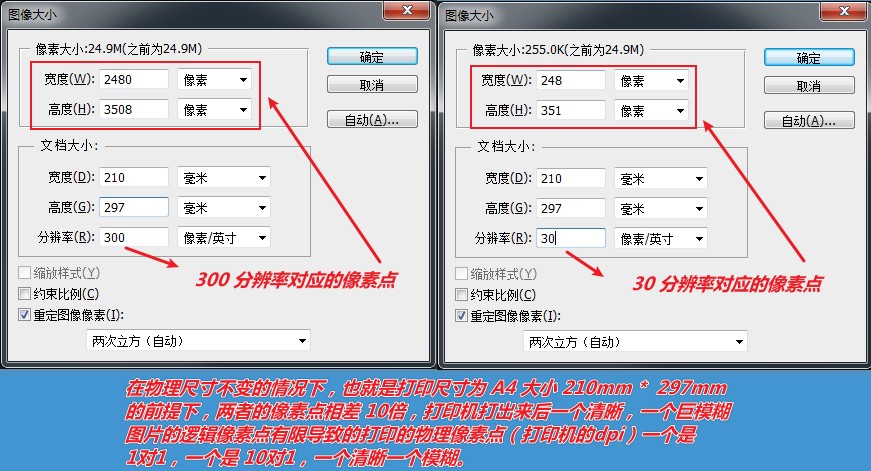 图像大小
像素大小:24.9M(之前为24.9M)
宽度(W): 2480 像素
高度(H): 3508 像素
确定
取消
自动(A)...
文档大小:
宽度(D): 210 毫米
高度(G): 297 毫米
分辨率(R): 300 像素/英寸
300 分辨率对应的像素点
缩放样式(Y)
约束比例(C)
重定图像像素(I):
两次立方（自动）
图像大小
像素大小:255.0K(之前为24.9M)
宽度(W): 248 像素
高度(H): 351 像素
确定
取消
自动(A)...
文档大小:
宽度(D): 210 毫米
高度(G): 297 毫米
分辨率(R): 30 像素/英寸
30 分辨率对应的像素点
缩放样式(Y)
约束比例(C)
重定图像像素(I):
两次立方（自动）
在物理尺寸不变的情况下，也就是打印尺寸为 A4 大小 210mm * 297mm
的前提下，两者的像素点相差 10倍，打印机打出来后一个清晰，一个巨模糊
图片的逻辑像素点有限导致的打印的物理像素点（打印机的dpi）一个是
1对1，一个是 10对1，一个清晰一个模糊。